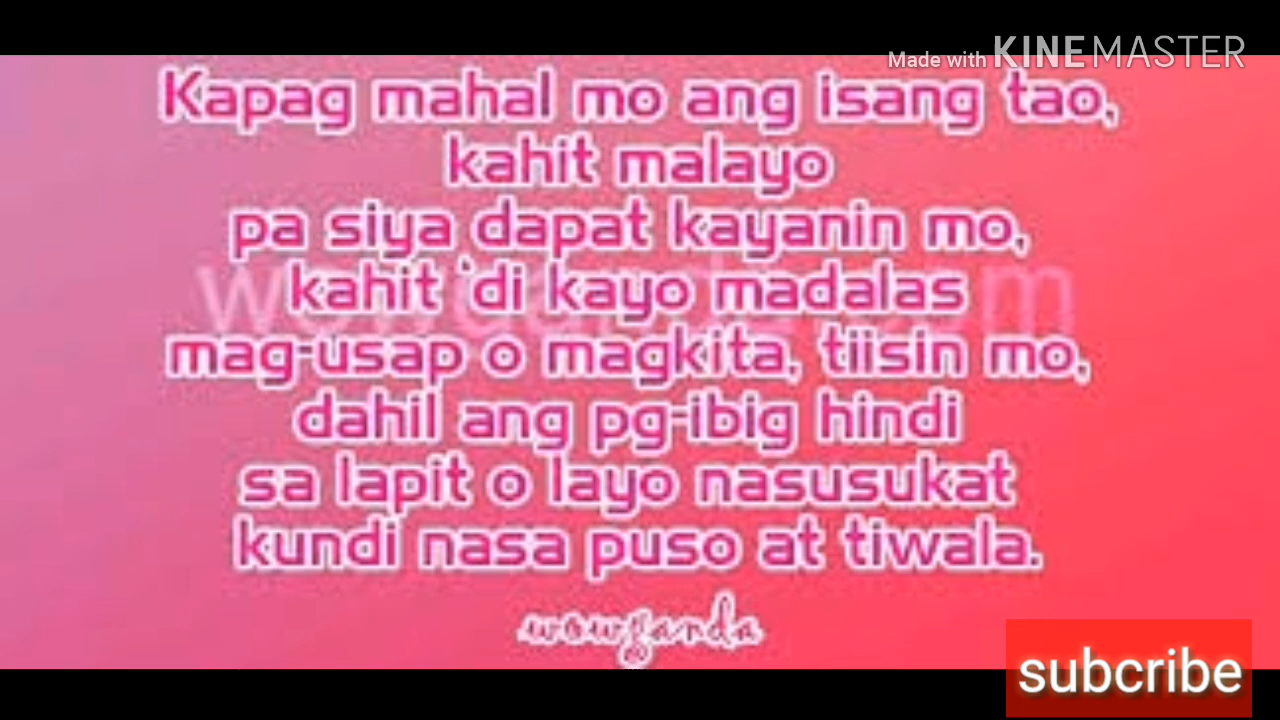 Made with KINEMASTER
Kapag mahal mo ang isang tao,
kahit malayo
pa siya dapat kayanin mo,
kahit 'di kayo madalas
mag-usap o magkita, tiisin mo,
dahil ang pg-ibig hindi
sa lapit o layo nasusukat
kundi nasa puso at tiwala.
wowganda
subcribe